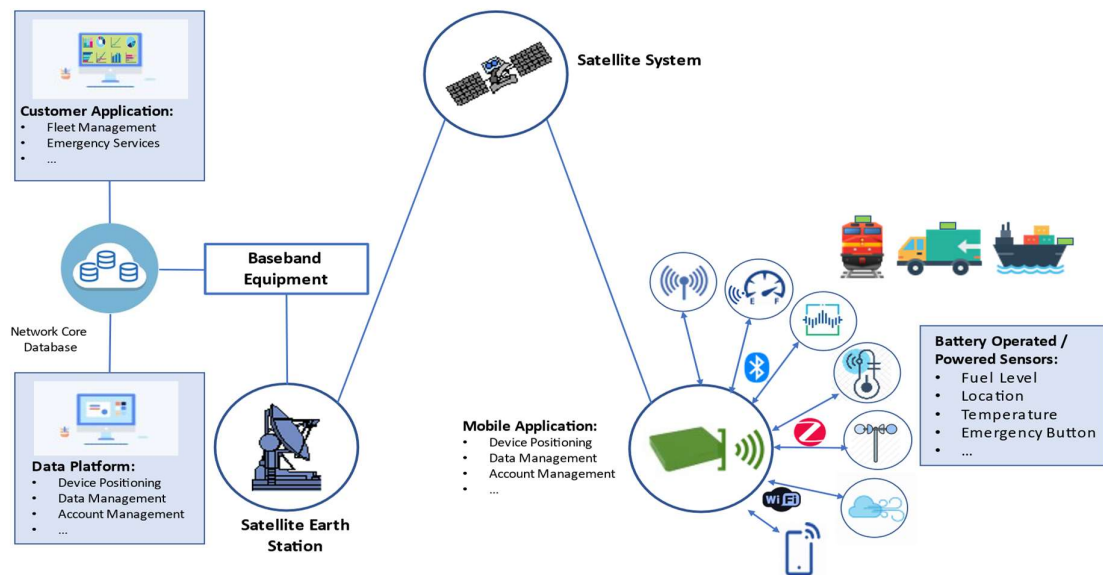 Customer Application:
• Fleet Management
• Emergency Services
• ...
Satellite System
Baseband
Equipment
Network Core
Database
Data Platform:
• Device Positioning
• Data Management
• Account Management
• ...
Satellite Earth
Station
Mobile Application:
• Device Positioning
• Data Management
• Account Management
• ...
E F
Z
WiFi
Battery Operated /
Powered Sensors:
• Fuel Level
• Location
• Temperature
• Emergency Button
• ...